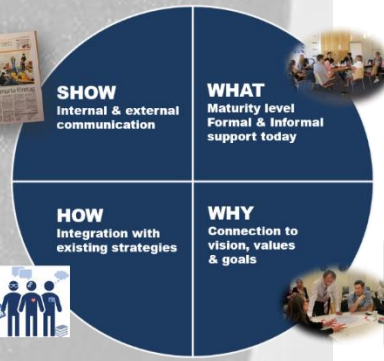 SHOW
Internal & external
communication
WHAT
Maturity level
Formal & Informal
support today
HOW
Integration with
existing strategies
WHY
Connection to
vision, values
& goals